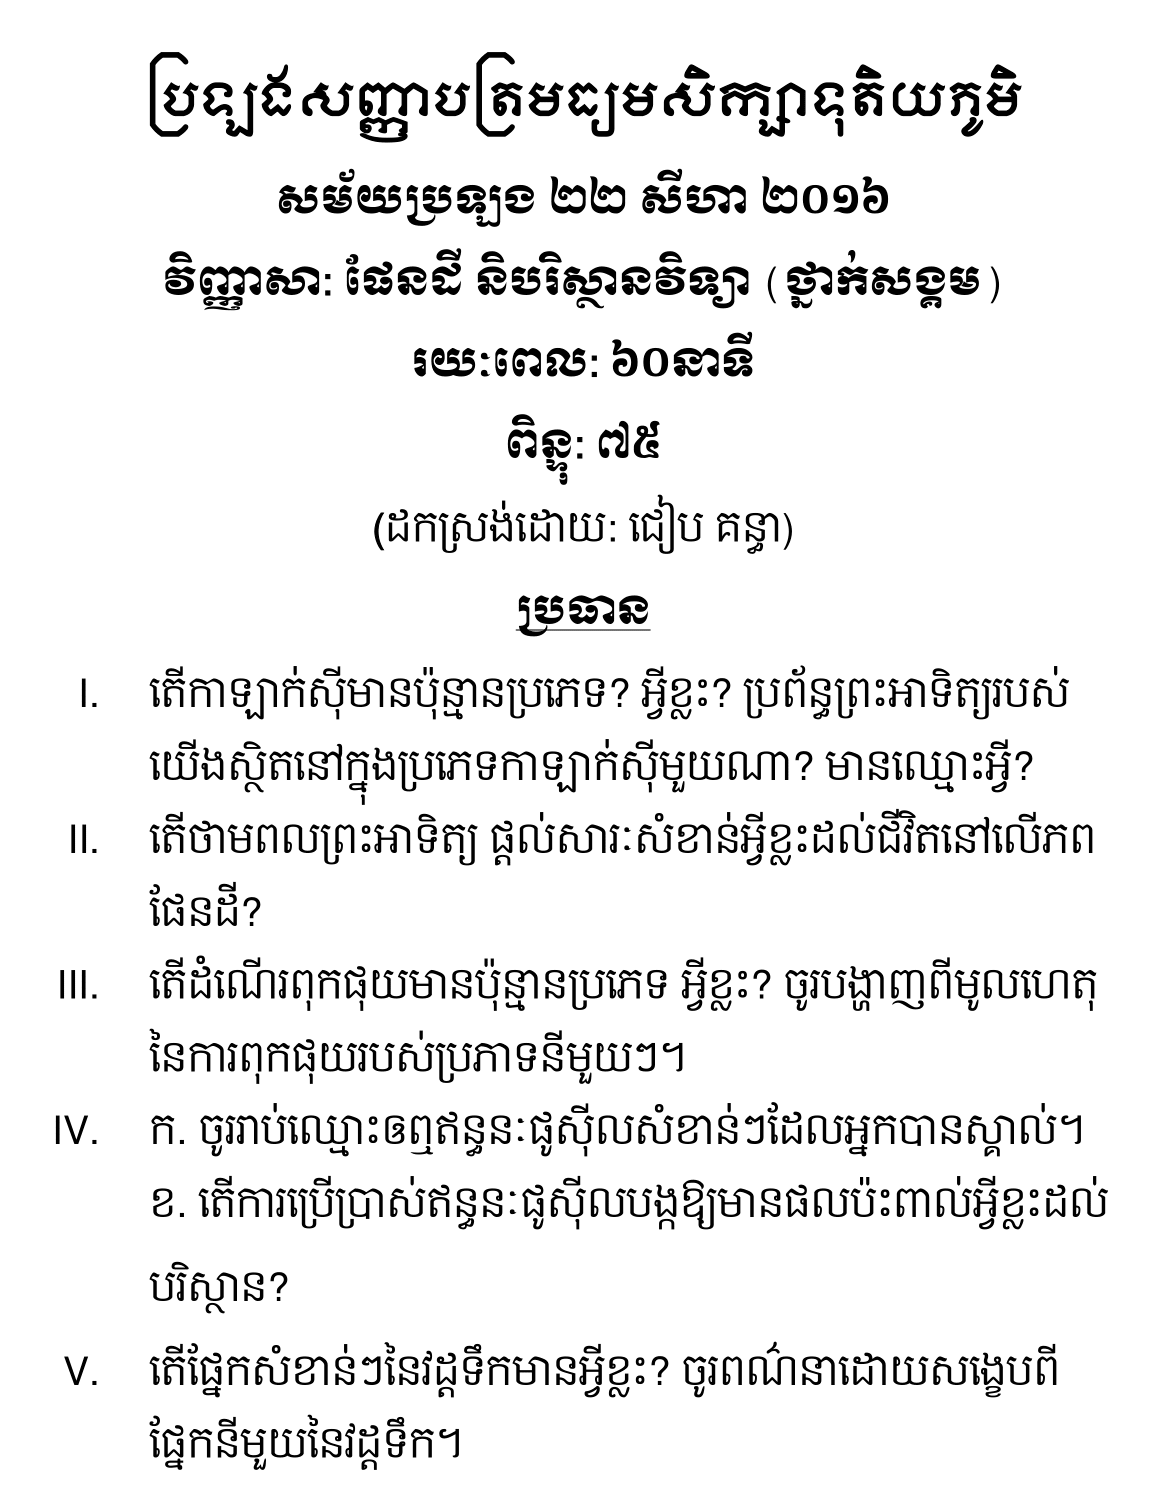 ប្រឡងសញ្ញាបត្រមធ្យមសិក្សាទុតិយភូមិ
សម័យប្រឡង ២២ សីហា ២០១៦
វិញ្ញាសា: ផែនដី និបរិស្ថានវិទ្យា (ថ្នាក់សង្គម)
រយៈពេល: ៦០នាទី
ពិន្ទុ: ៧៥
(ដកស្រង់ដោយ: ជៀប គន្ធា)
ប្រធាន
I. តើកាឡាក់ស៊ីមានប៉ុន្មានប្រភេទ? អ្វីខ្លះ? ប្រព័ន្ធព្រះអាទិត្យរបស់
យើងស្ថិតនៅក្នុងប្រភេទកាឡាក់ស៊ីមួយណា? មានឈ្មោះអ្វី?
II. តើថាមពលព្រះអាទិត្យ ផ្ដល់សារៈសំខាន់អ្វីខ្លះដល់ជីវិតនៅលើភព
ផែនដី?
III. តើដំណើរពុកផុយមានប៉ុន្មានប្រភេទ អ្វីខ្លះ? ចូរបង្ហាញពីមូលហេតុ
នៃការពុកផុយរបស់ប្រភាទនីមួយៗ។
IV. ក. ចូររាប់ឈ្មោះឲឮឥន្ធនៈផូស៊ីលសំខាន់ៗដែលអ្នកបានស្គាល់។
ខ. តើការប្រើប្រាស់ឥន្ធនៈផូស៊ីលបង្កឱ្យមានផលប៉ះពាល់អ្វីខ្លះដល់
បរិស្ថាន?
V. តើផ្នែកសំខាន់ៗនៃវដ្ដទឹកមានអ្វីខ្លះ? ចូរពណ៌នាដោយសង្ខេបពី
ផ្នែកនីមួយនៃវដ្ដទឹក។